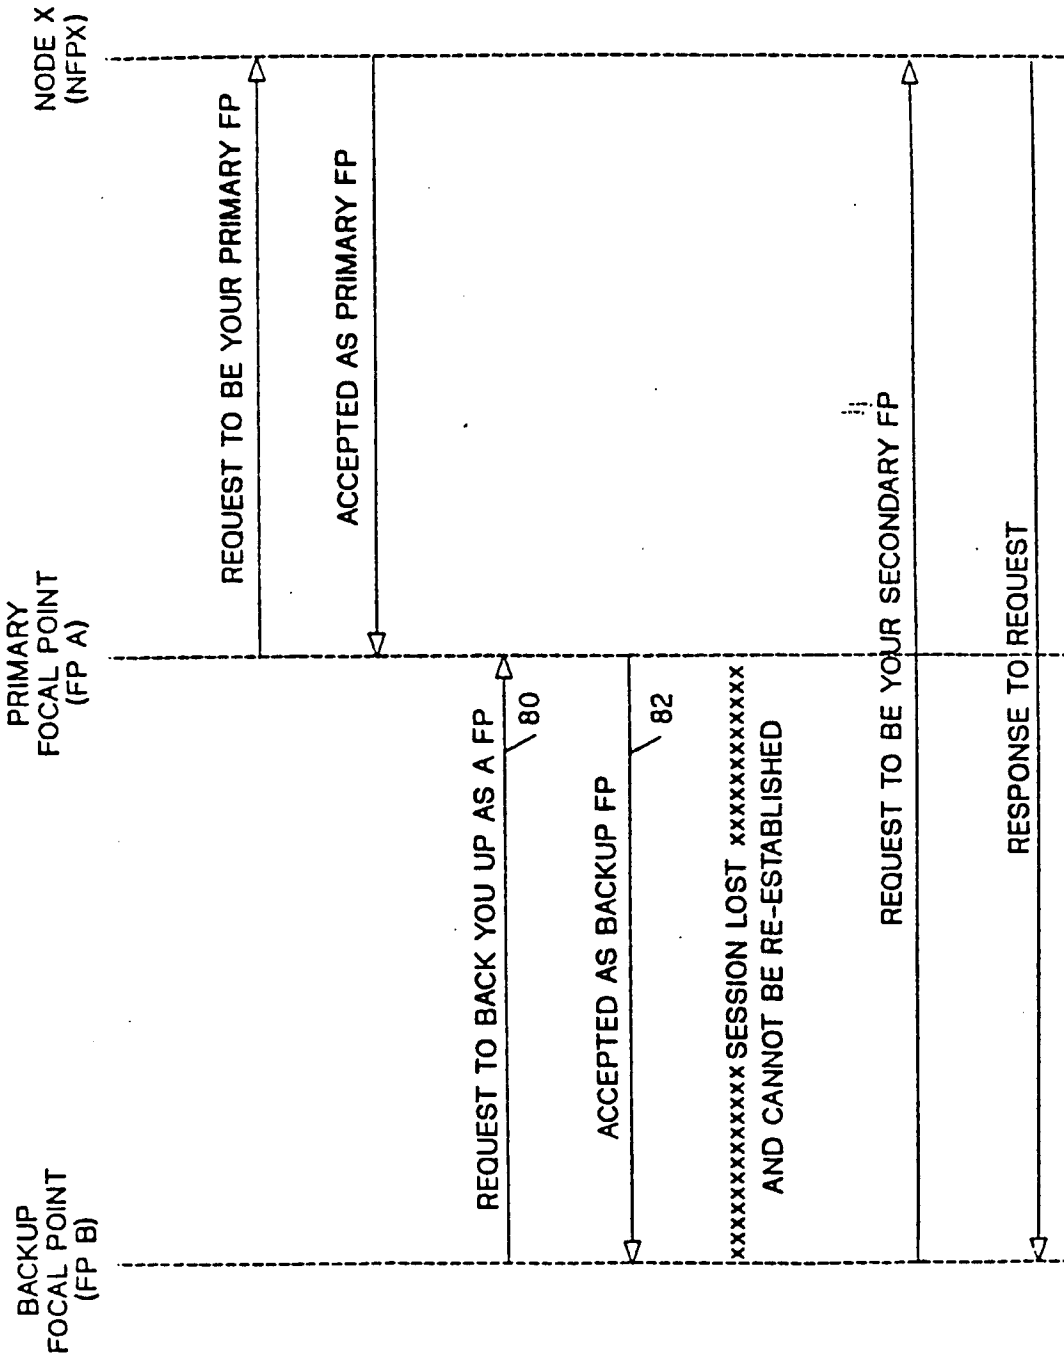 BACKUP
FOCAL POINT
(FP B)
PRIMARY
FOCAL POINT
(FP A)
NODE X
(NFPX)
REQUEST TO BE YOUR PRIMARY FP
ACCEPTED AS PRIMARY FP
REQUEST TO BACK YOU UP AS A FP
80
ACCEPTED AS BACKUP FP
82
xxxxxxxxxxxx SESSION LOST xxxxxxxxxxxx
AND CANNOT BE RE-ESTABLISHED
REQUEST TO BE YOUR SECONDARY FP
RESPONSE TO REQUEST